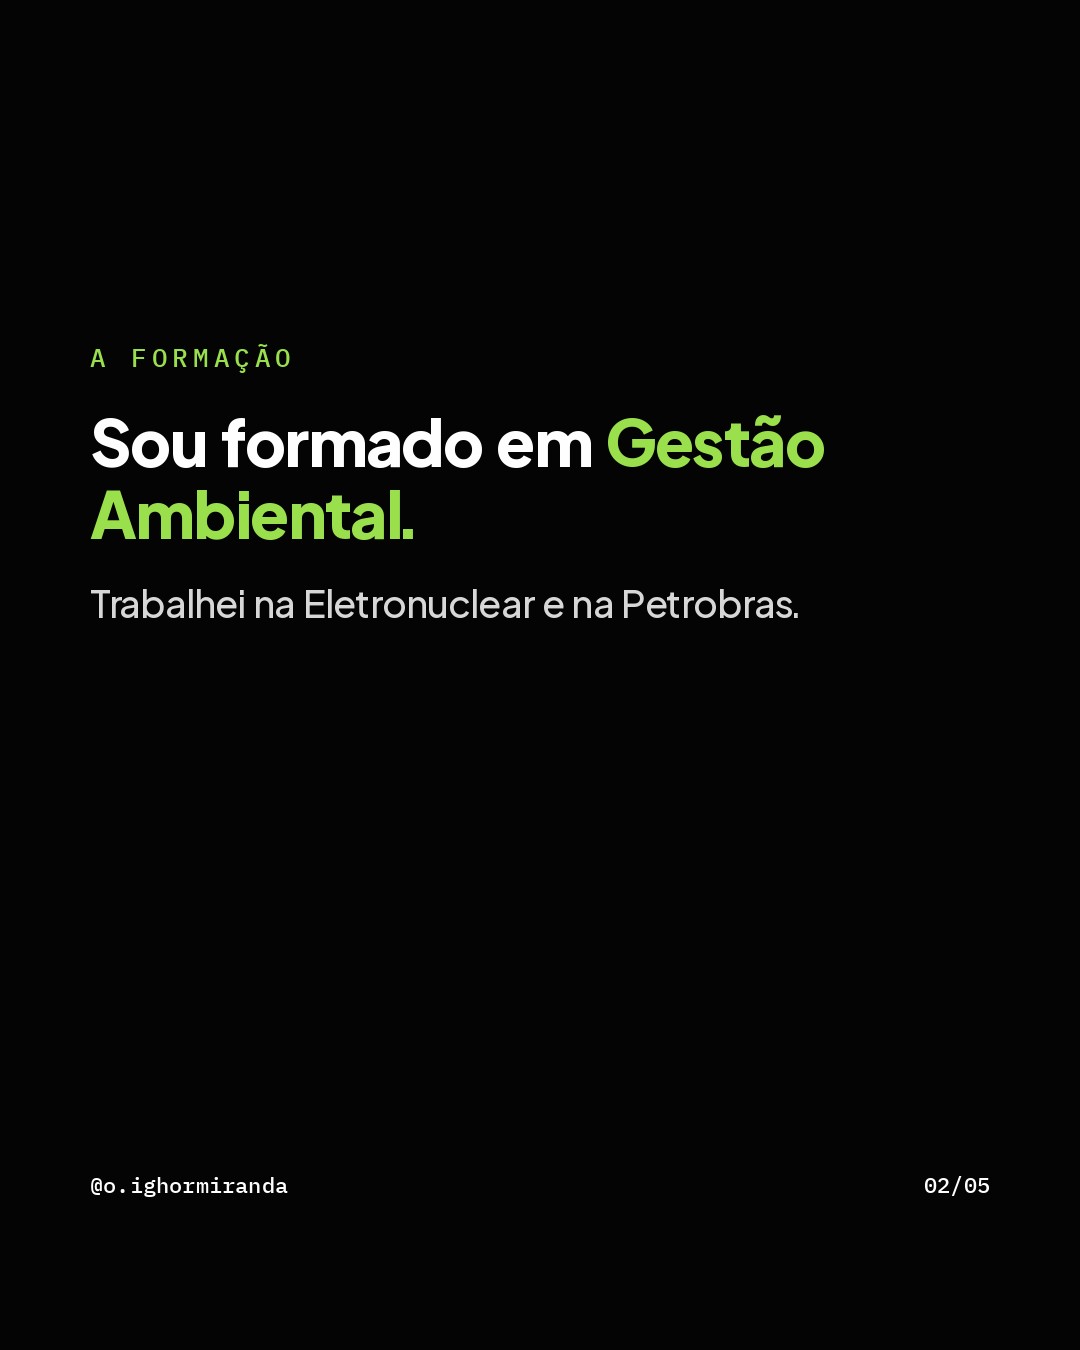 A FORMAÇÃO
Sou formado em Gestão
Ambiental.
Trabalhei na Eletronuclear e na Petrobras.
@o.ighormiranda
02/05